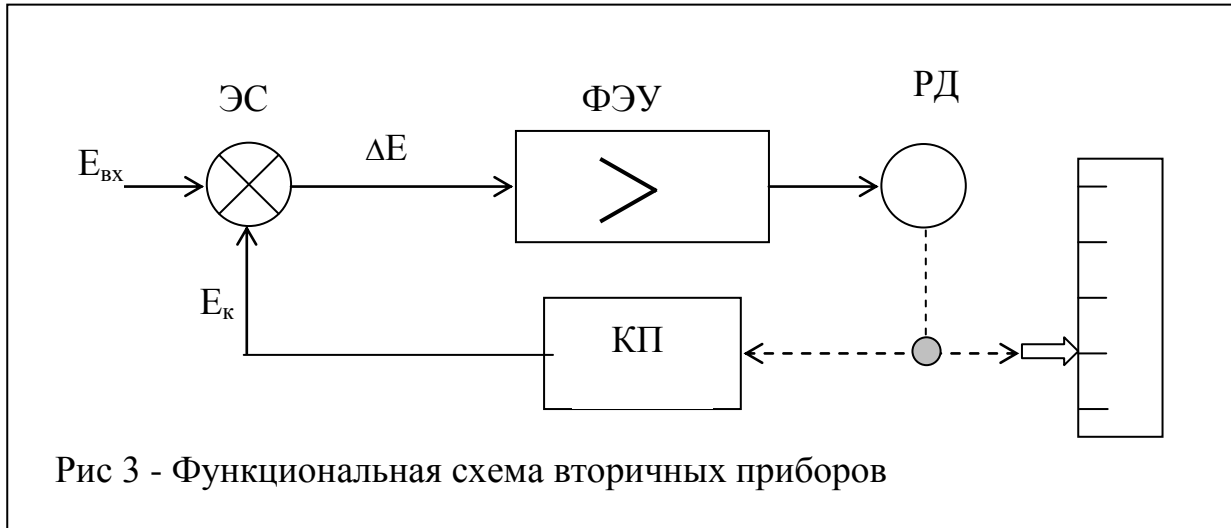 ЭС
ФЭУ
РД
Eвх
ΔE
Eк
КП
Рис 3 - Функциональная схема вторичных приборов